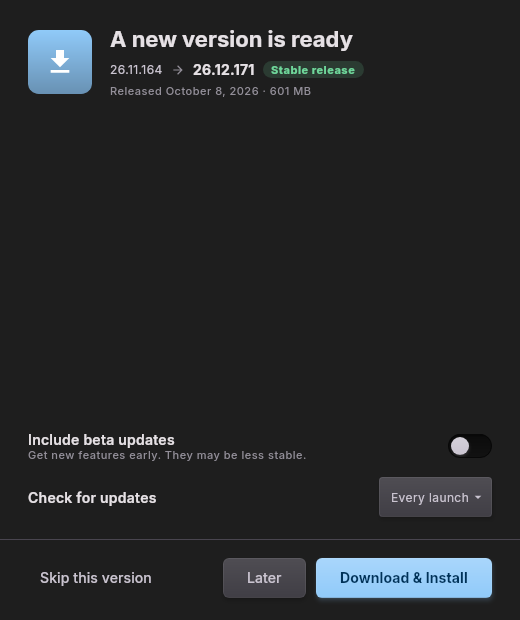 A new version is ready
26.11.164 → 26.12.171 Stable release
Released October 8, 2026 · 601 MB
Include beta updates
Get new features early. They may be less stable.
Check for updates
Every launch
Skip this version
Later
Download & Install